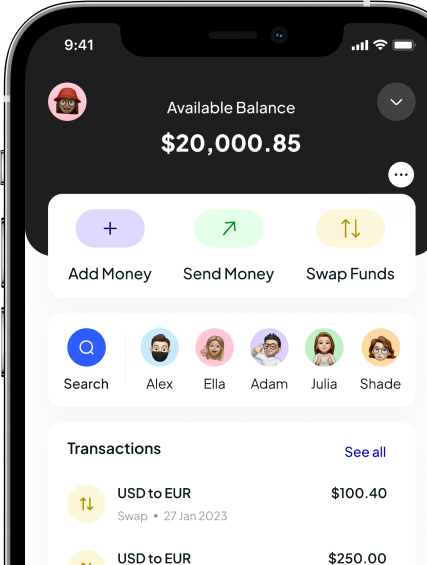 9:41
Available Balance
$20,000.85
Add Money Send Money Swap Funds
Search Alex Ella Adam Julia Shade
Transactions See all
USD to EUR $100.40
Swap • 27 Jan 2023
USD to EUR $250.00